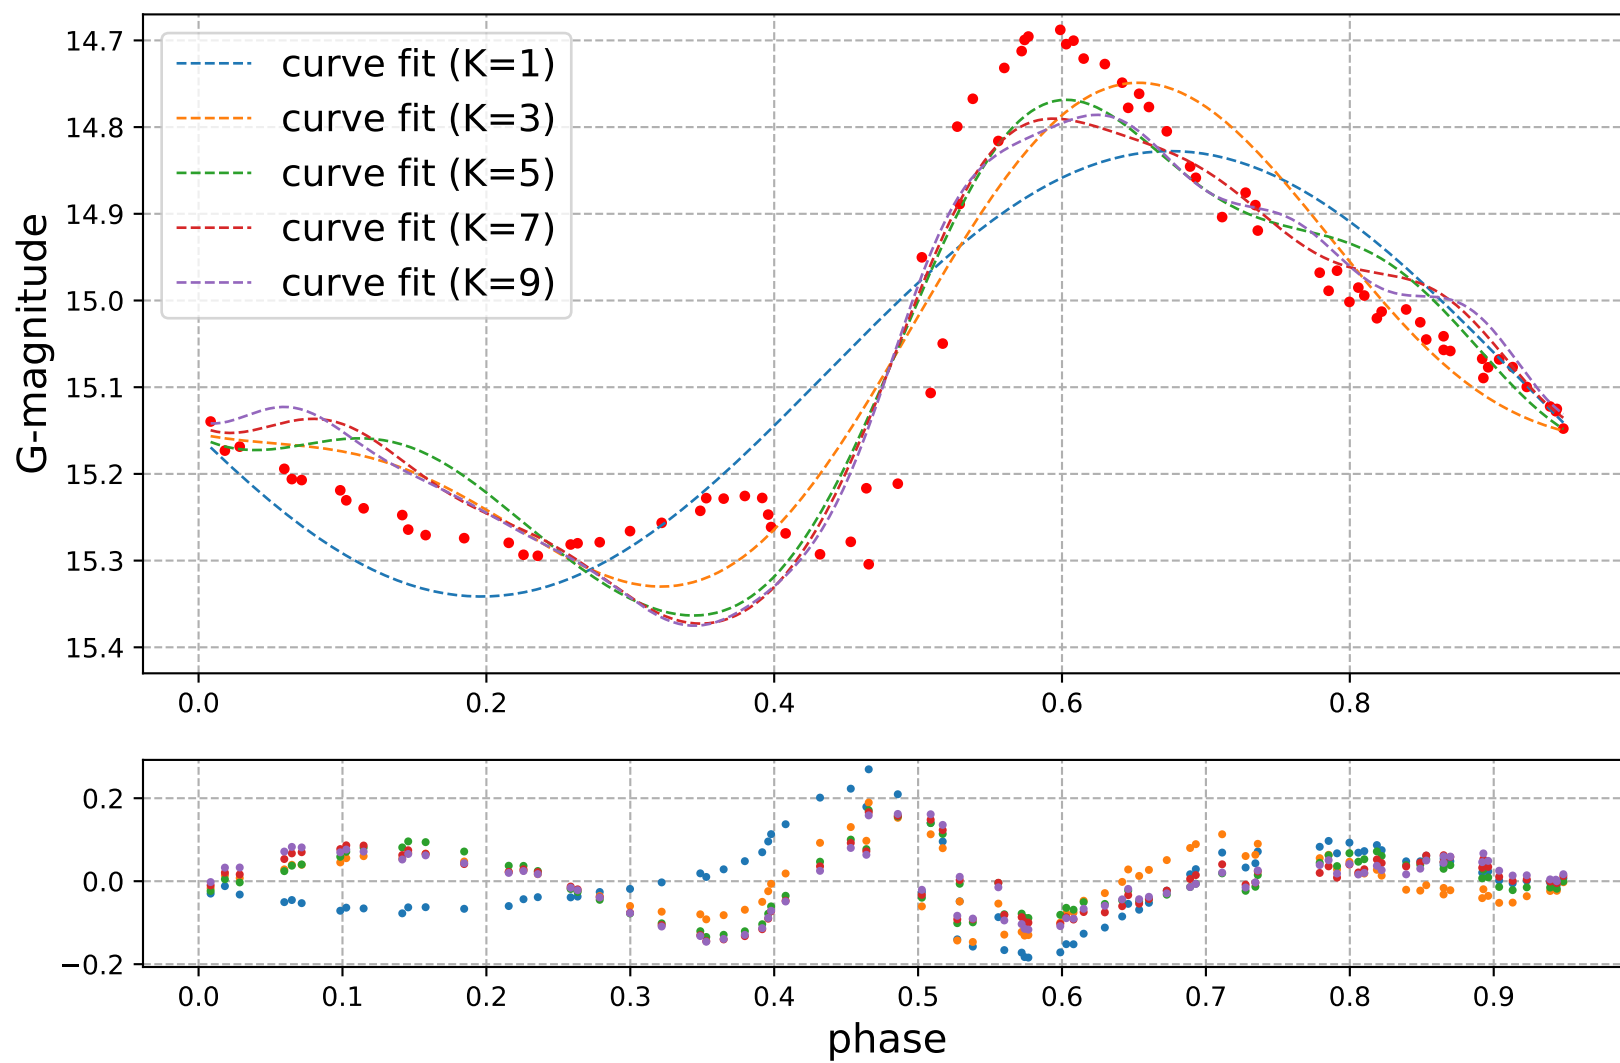 14.7
14.8
14.9
15.0
15.1
15.2
15.3
15.4
G-magnitude
curve fit (K=1)
curve fit (K=3)
curve fit (K=5)
curve fit (K=7)
curve fit (K=9)
0.0 0.2 0.4 0.6 0.8
0.2
0.0
−0.2
0.0 0.1 0.2 0.3 0.4 0.5 0.6 0.7 0.8 0.9
phase